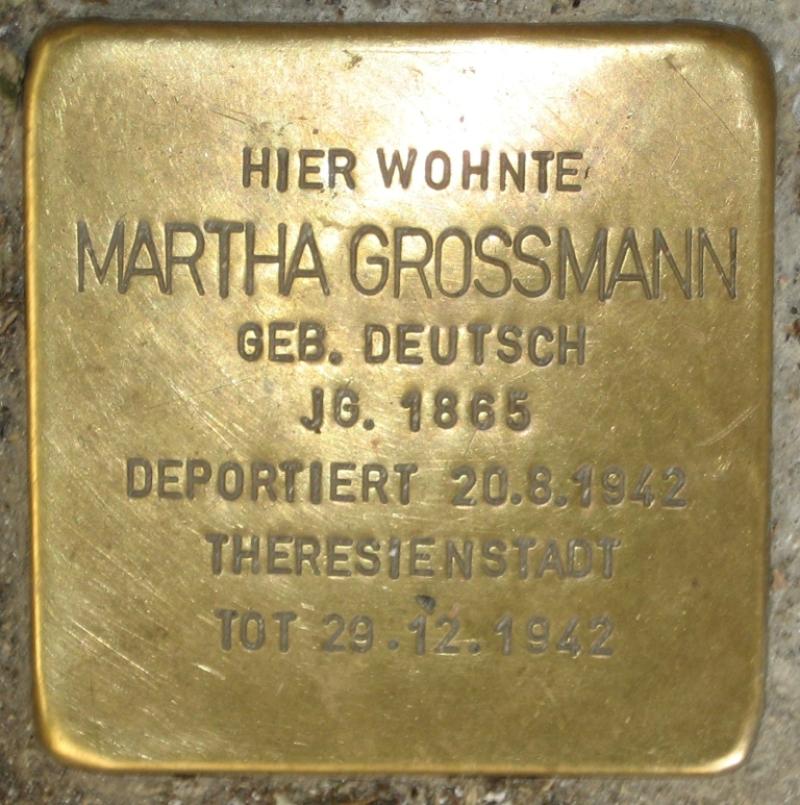 HIER WOHNTE
MARTHA GROSSMANN
GEB. DEUTSCH
JG. 1865
DEPORTIERT 20.8.1942
THERESIENSTADT
TOT 29.12.1942